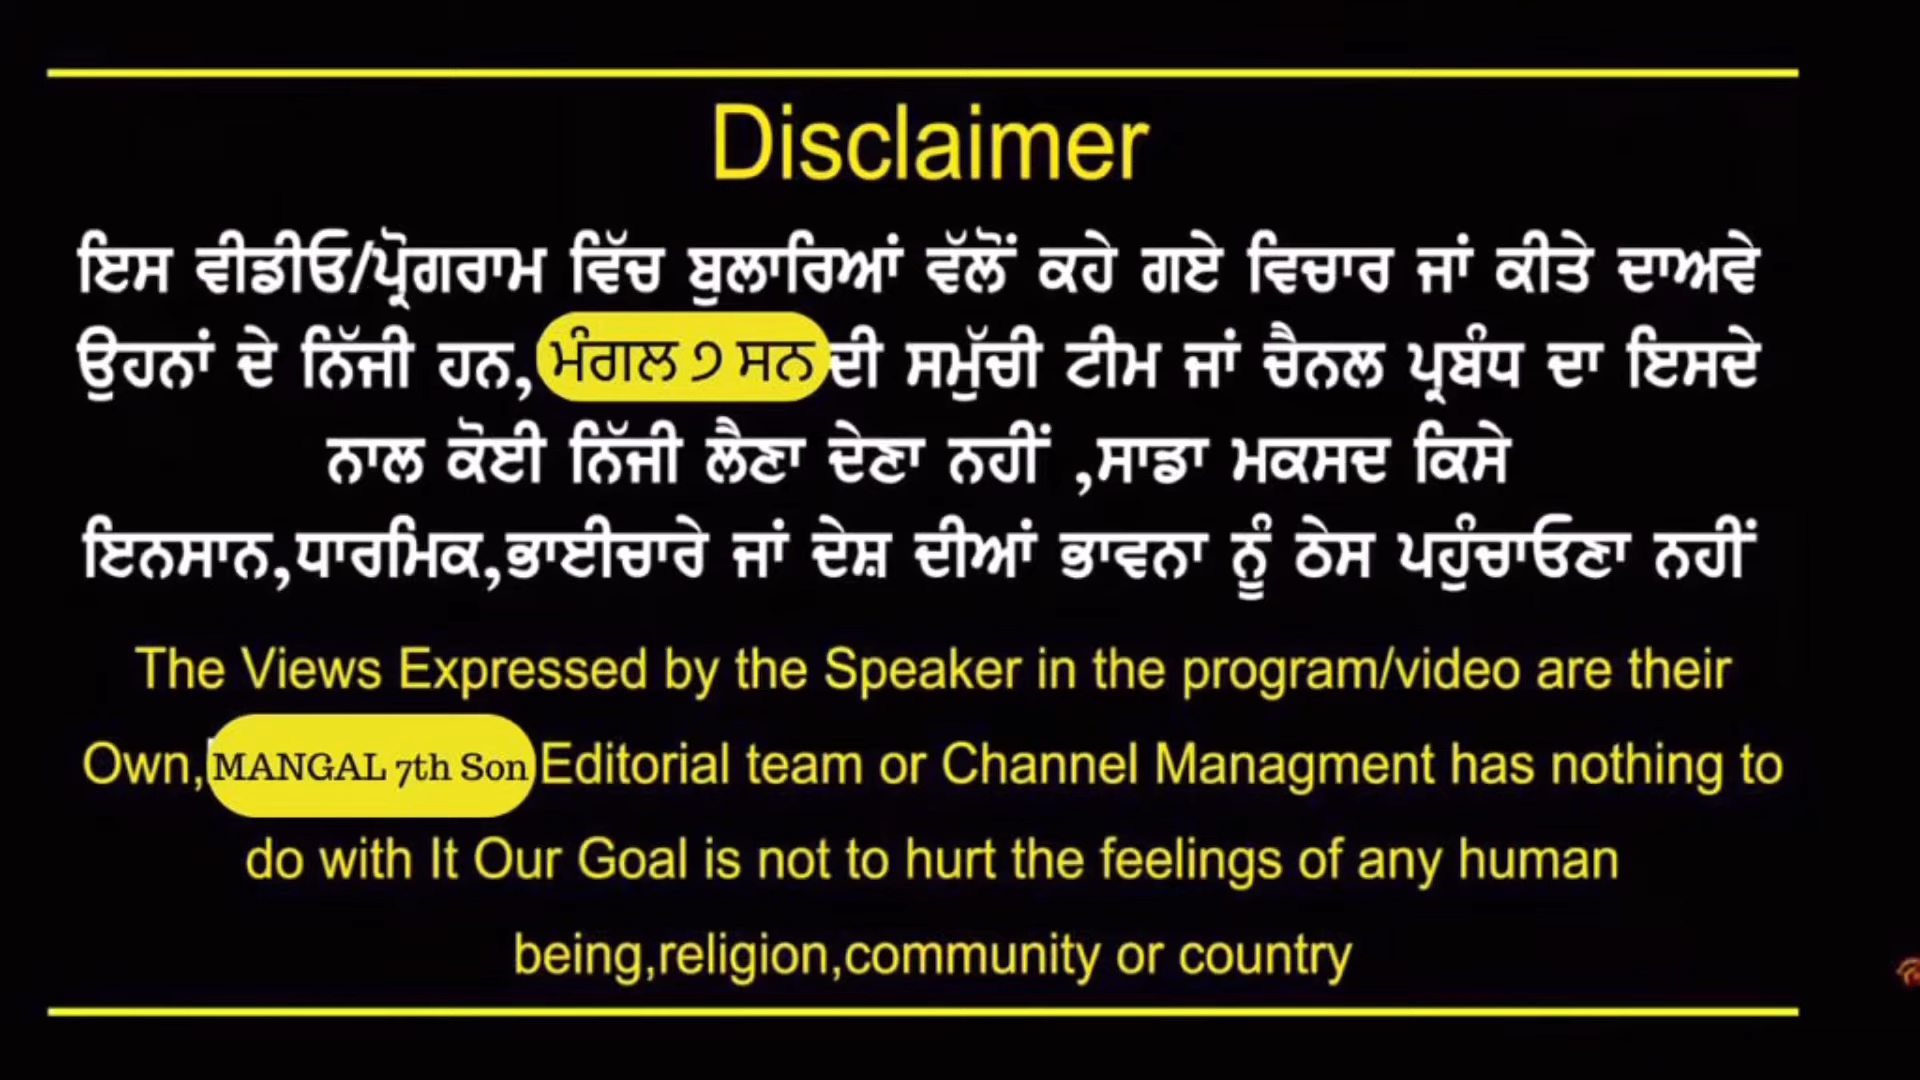 Disclaimer
ਇਸ ਵੀਡੀਓ/ਪ੍ਰੋਗਰਾਮ ਵਿੱਚ ਬੁਲਾਰਿਆਂ ਵੱਲੋਂ ਕਹੇ ਗਏ ਵਿਚਾਰ ਜਾਂ ਕੀਤੇ ਦਾਅਵੇ
ਉਹਨਾਂ ਦੇ ਨਿੱਜੀ ਹਨ, ਮੰਗਲ ੭ ਸਨ ਦੀ ਸਮੁੱਚੀ ਟੀਮ ਜਾਂ ਚੈਨਲ ਪ੍ਰਬੰਧ ਦਾ ਇਸਦੇ
ਨਾਲ ਕੋਈ ਨਿੱਜੀ ਲੈਣਾ ਦੇਣਾ ਨਹੀਂ ,ਸਾਡਾ ਮਕਸਦ ਕਿਸੇ
ਇਨਸਾਨ,ਧਾਰਮਿਕ,ਭਾਈਚਾਰੇ ਜਾਂ ਦੇਸ਼ ਦੀਆਂ ਭਾਵਨਾ ਨੂੰ ਠੇਸ ਪਹੁੰਚਾਓਣਾ ਨਹੀਂ
The Views Expressed by the Speaker in the program/video are their
Own, MANGAL 7th Son Editorial team or Channel Managment has nothing to
do with It Our Goal is not to hurt the feelings of any human
being,religion,community or country